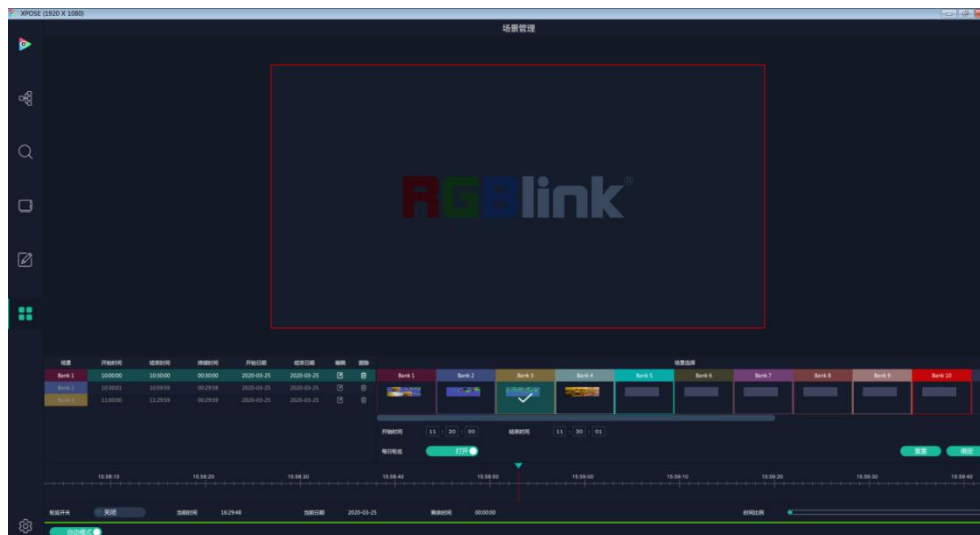 XPOSE (1920 X 1080)
场景管理
RGBlink®
场景 开始时间 结束时间 持续时间 开始日期 结束日期 编辑 删除
Bank 1 10:00:00 10:30:00 00:30:00 2020-03-25 2020-03-25
Bank 2 10:30:01 10:59:59 00:29:58 2020-03-25 2020-03-25
Bank 3 11:00:00 11:29:59 00:29:59 2020-03-25 2020-03-25
场景选择
Bank 1 Bank 2 Bank 3 Bank 4 Bank 5 Bank 6 Bank 7 Bank 8 Bank 9 Bank 10
开始时间 11 : 30 : 00 结束时间 11 : 30 : 01
每日轮巡 打开 重置 确定
15:58:10 15:58:20 15:58:30 15:58:40 15:58:50 15:59:00 15:59:10 15:59:20 15:59:30 15:59:40
轮巡开关 关闭 当前时间 16:29:48 当前日期 2020-03-25 剩余时间 00:00:00 时间比例
自动模式